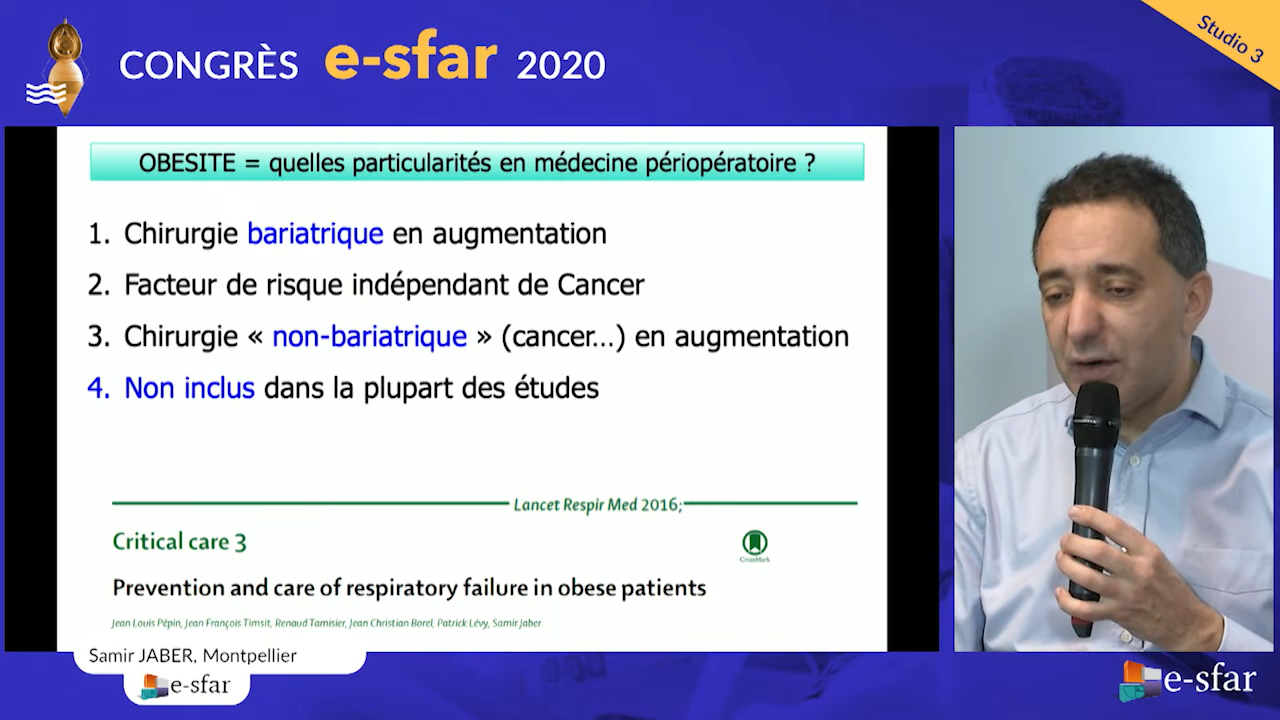 CONGRÈS e-sfar 2020
Studio 3
OBESITE = quelles particularités en médecine périopératoire ?
1. Chirurgie bariatrique en augmentation
2. Facteur de risque indépendant de Cancer
3. Chirurgie « non-bariatrique » (cancer...) en augmentation
4. Non inclus dans la plupart des études
Lancet Respir Med 2016;
Critical care 3
CrossMark
Prevention and care of respiratory failure in obese patients
Jean Louis Pépin, Jean François Timsit, Renaud Tamisier, Jean Christian Borel, Patrick Lévy, Samir Jaber
Samir JABER, Montpellier
e-sfar
e-sfar